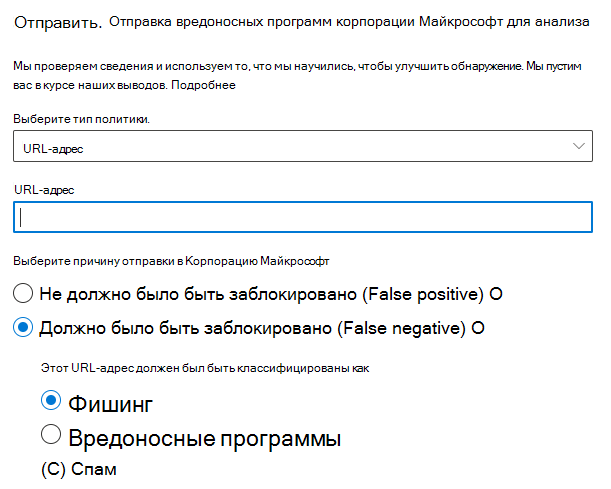 Отправить. Отправка вредоносных программ корпорации Майкрософт для анализа
Мы проверяем сведения и используем то, что мы научились, чтобы улучшить обнаружение. Мы пустим
вас в курсе наших выводов. Подробнее
Выберите тип политики.
URL-адрес
URL-адрес
Выберите причину отправки в Корпорацию Майкрософт
Не должно было быть заблокировано (False positive) О
Должно было быть заблокировано (False negative) О
Этот URL-адрес должен был быть классифицированы как
Фишинг
Вредоносные программы
(С) Спам